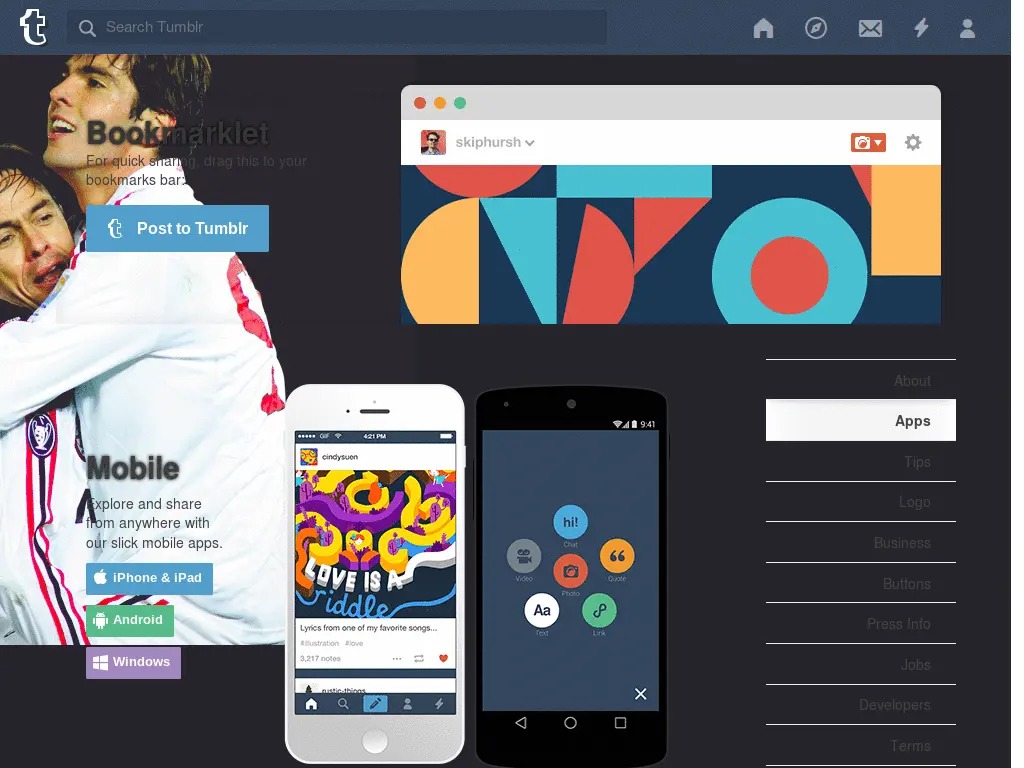 Search Tumblr
Bookmarklet
For quick sharing, drag this to your
bookmarks bar:
Post to Tumblr
skiphursh
About
Apps
Tips
Logo
Business
Buttons
Press Info
Jobs
Developers
Terms
Mobile
Explore and share
from anywhere with
our slick mobile apps.
iPhone & iPad
Android
Windows
GIF
4:21 PM
cindysuen
LOVE IS A
riddle
Lyrics from one of my favorite songs...
#illustration #love
3,217 notes
rustic-things
9:41
hi!
Chat
Video
Quote
Photo
Aa
Text
Link